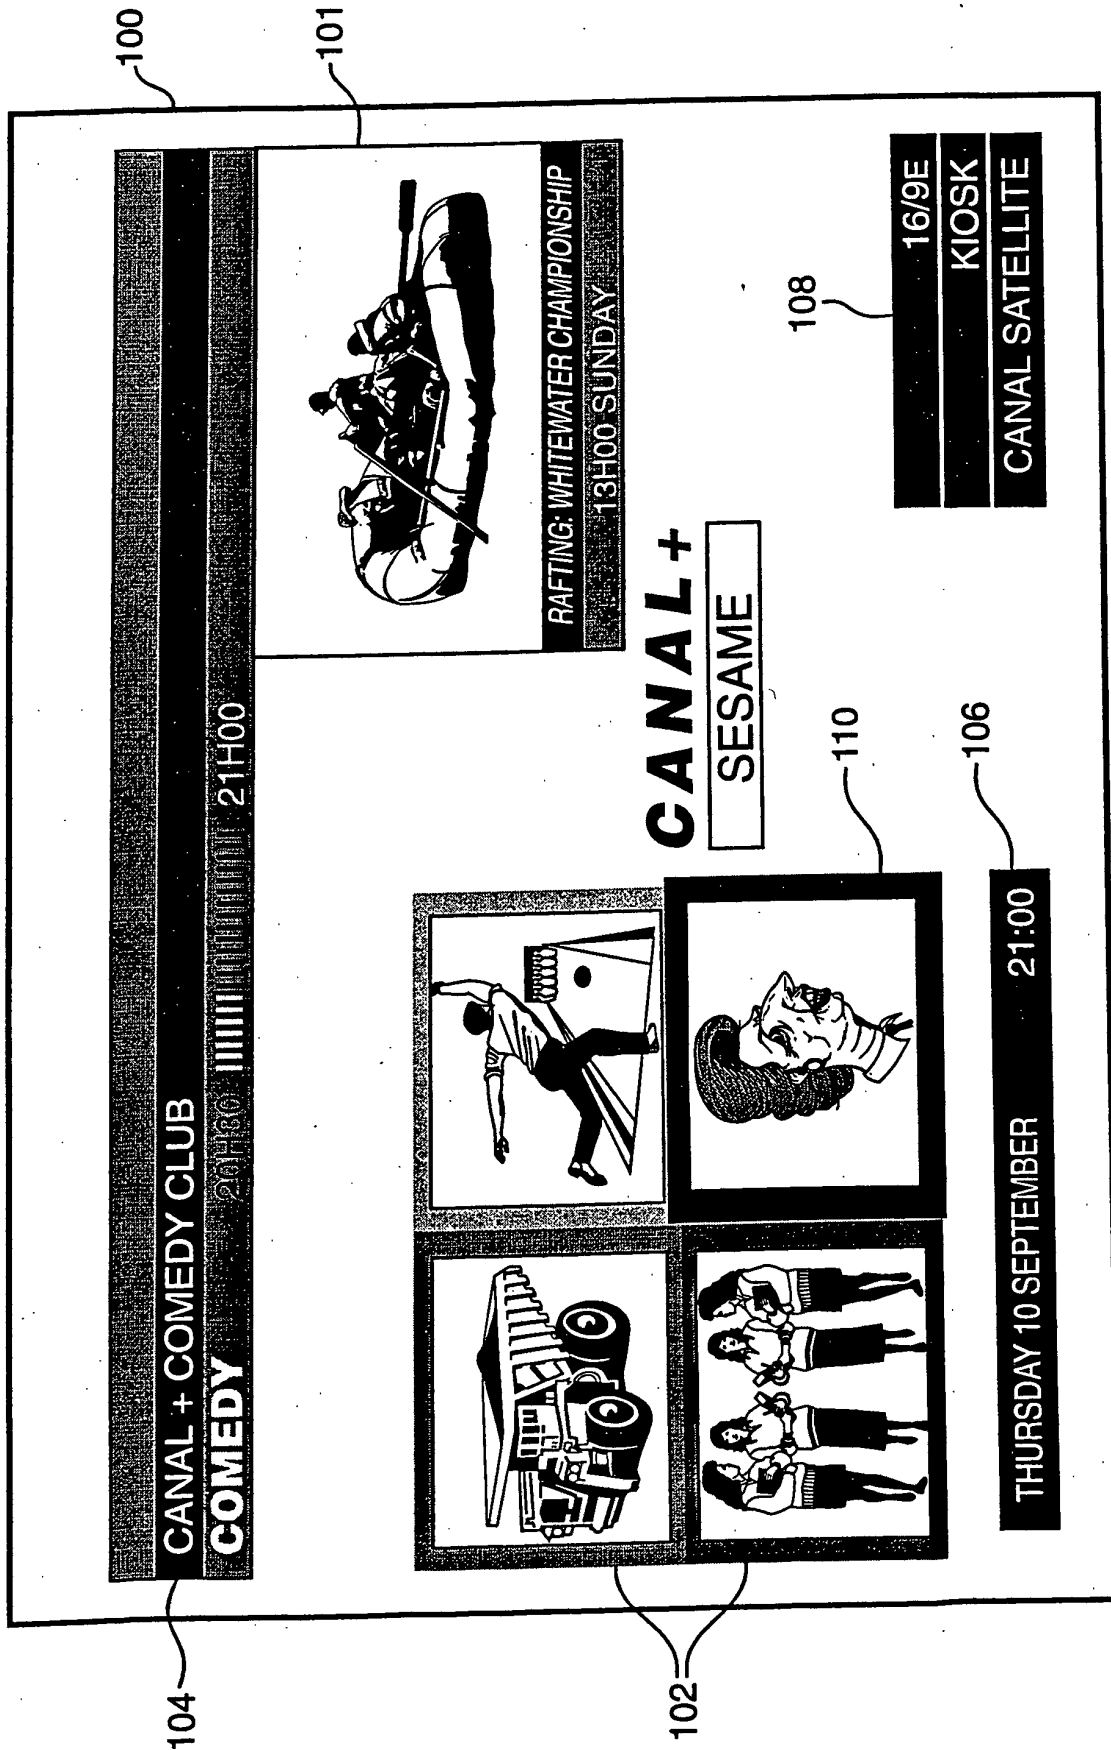 100
101
104
CANAL + COMEDY CLUB
COMEDY 20H30 21H00
RAFTING: WHITEWATER CHAMPIONSHIP
13H00 SUNDAY
CANAL+
SESAME
102
110
108
16/9E
KIOSK
CANAL SATELLITE
THURSDAY 10 SEPTEMBER 21:00
106